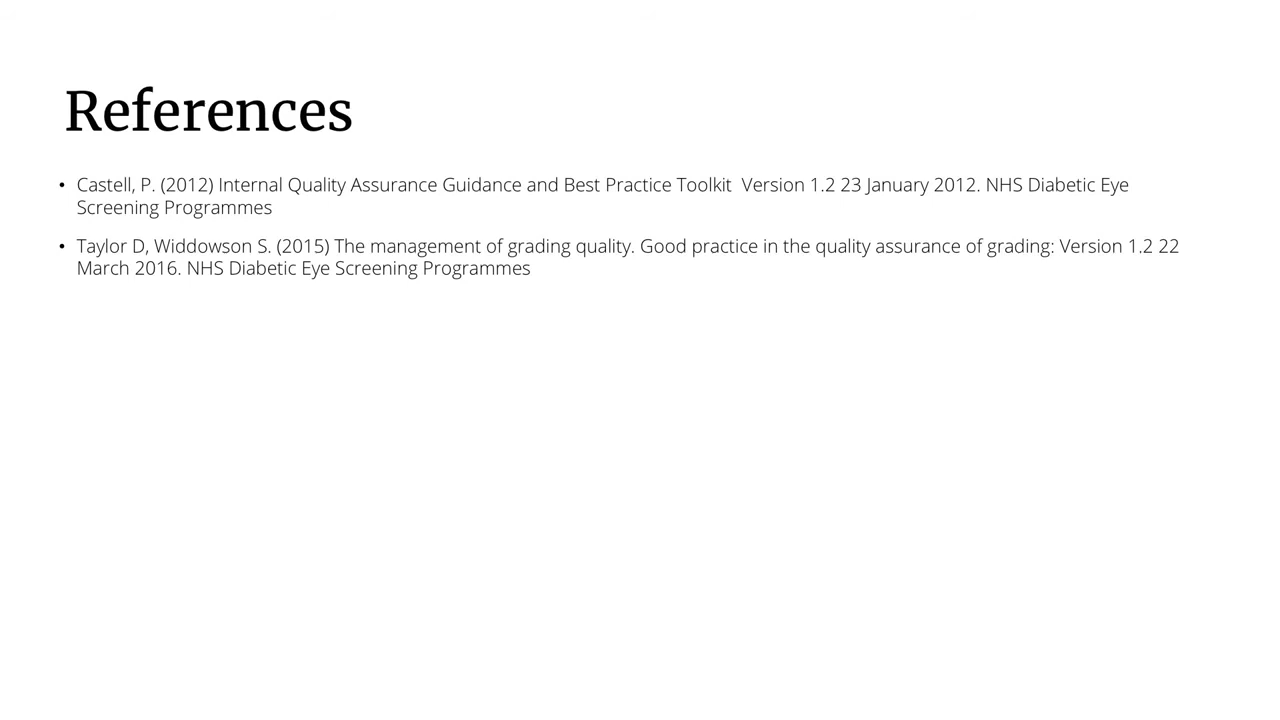 References
• Castell, P. (2012) Internal Quality Assurance Guidance and Best Practice Toolkit  Version 1.2 23 January 2012. NHS Diabetic Eye
Screening Programmes
• Taylor D, Widdowson S. (2015) The management of grading quality. Good practice in the quality assurance of grading: Version 1.2 22
March 2016. NHS Diabetic Eye Screening Programmes